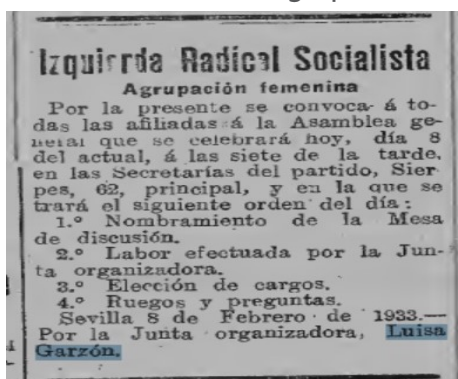 Izquierda Radical Socialista
Agrupación femenina
Por la presente se convoca á to-
das las afiliadas á la Asamblea ge-
neral que se celebrará hoy, día 8
del actual, á las siete de la tarde,
en las Secretarías del partido, Sier
pes, 62, principal, y en la que se
trará el siguiente orden del día:
1.º Nombramiento de la Mesa
de discusión.
2.º Labor efectuada por la Jun-
ta organizadora.
3.º Elección de cargos.
4.º Ruegos y preguntas.
Sevilla 8 de Febrero de 1933.—
Por la Junta organizadora, Luisa
Garzón.